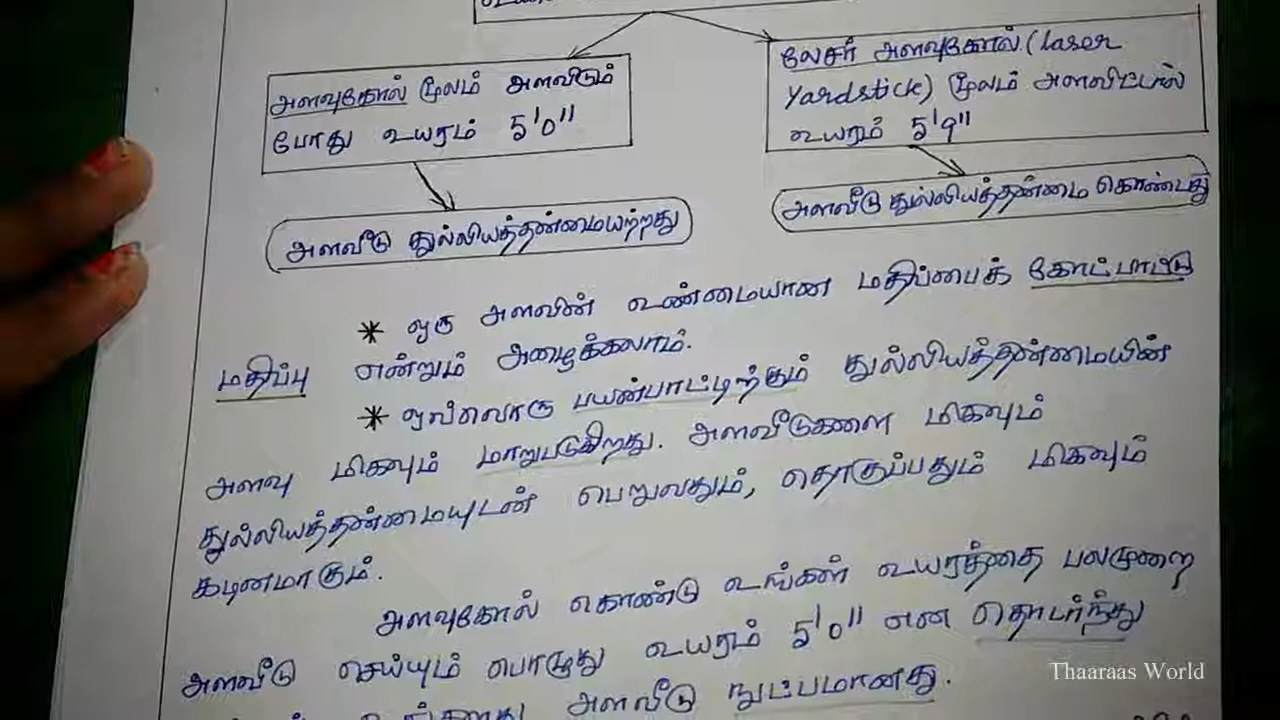 அளவுகோல் மூலம் அளவிடும்
போது உயரம் 5'0"
லேசர் அளவுகோல் (laser
Yardstick) மூலம் அளவிட்டால்
உயரம் 5'9"
அளவீடு துல்லியத்தன்மையற்றது
அளவீடு துல்லியத்தன்மை கொண்டது
* ஒரு அளவின் உண்மையான மதிப்பைக் கோட்பாட்டு
மதிப்பு என்றும் அழைக்கலாம்.
* ஒவ்வொரு பயன்பாட்டிற்கும் துல்லியத்தன்மையின்
அளவு மிகவும் மாறுபடுகிறது. அளவீடுகளை மிகவும்
துல்லியத்தன்மையுடன் பெறுவதும், தொகுப்பதும் மிகவும்
கடினமாகும்.
அளவுகோல் கொண்டு உங்கள் உயரத்தை பலமுறை
அளவீடு செய்யும் பொழுது உயரம் 5'0" என தொடர்ந்து
அளவீடு நுட்பமானது.
Thaaraas World